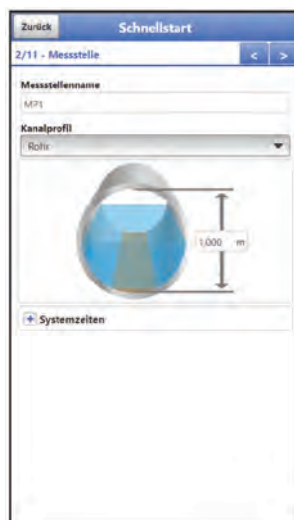 Zurück Schnellstart
2/11 - Messstelle < >
Messstellenname
MP1
Kanalprofil
Rohr
1,000 m
+ Systemzeiten